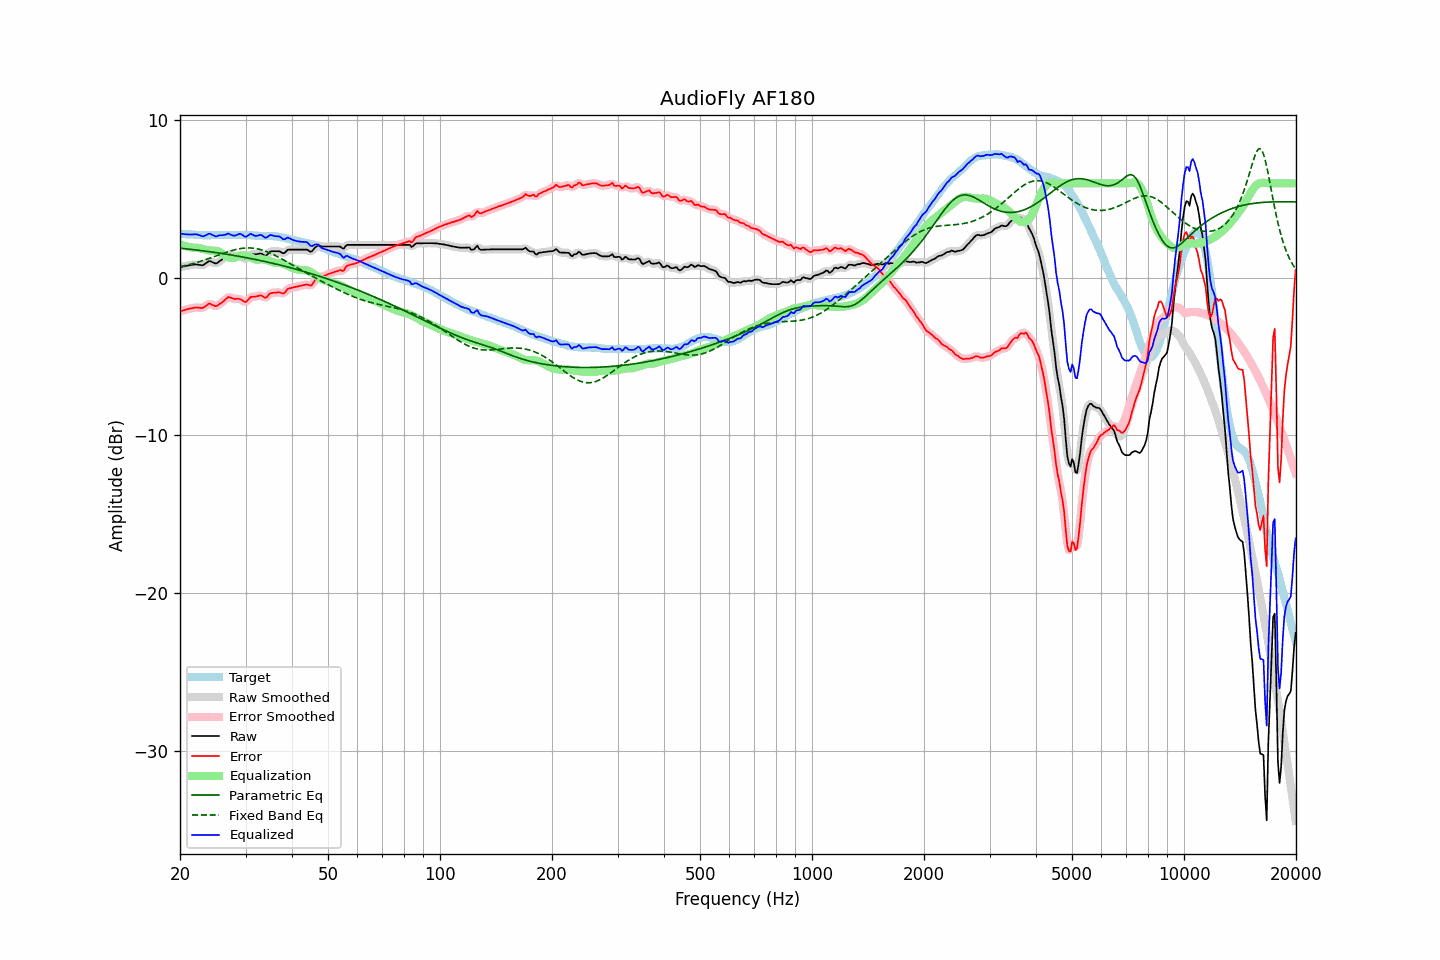 AudioFly AF180
Amplitude (dBr)
10
0
−10
−20
−30
Target
Raw Smoothed
Error Smoothed
Raw
Error
Equalization
Parametric Eq
Fixed Band Eq
Equalized
20 50 100 200 500 1000 2000 5000 10000 20000
Frequency (Hz)